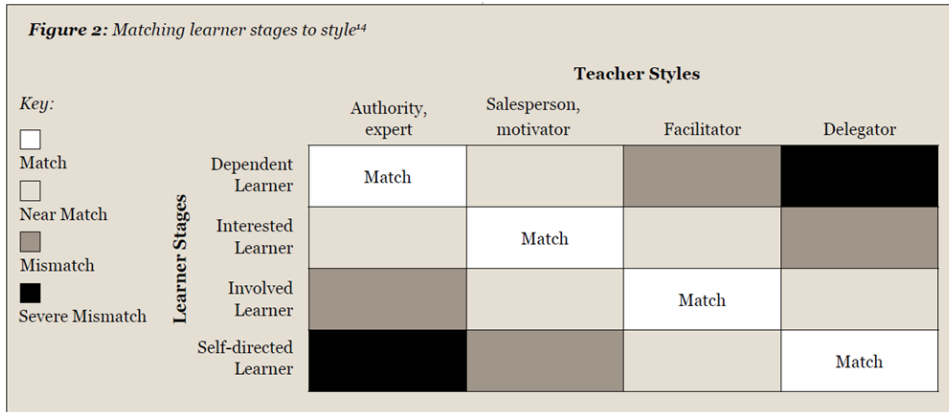 Figure 2: Matching learner stages to style¹⁴
Teacher Styles
Key:
Match
Near Match
Mismatch
Severe Mismatch
Authority,
expert
Salesperson,
motivator
Facilitator
Delegator
Learner Stages
Dependent
Learner
Match
Interested
Learner
Match
Involved
Learner
Match
Self-directed
Learner
Match